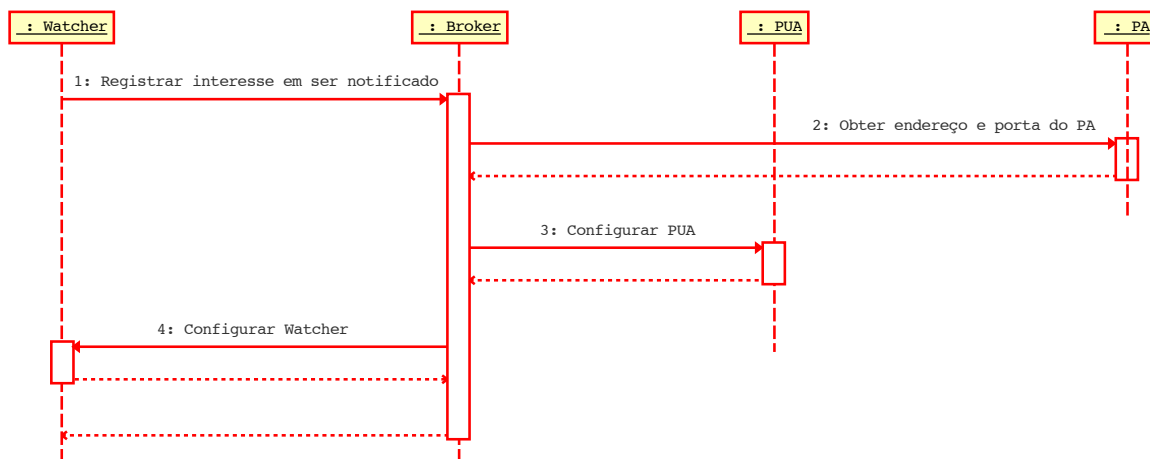 : Watcher
: Broker
: PUA
: PA
1: Registrar interesse em ser notificado
2: Obter endereço e porta do PA
3: Configurar PUA
4: Configurar Watcher